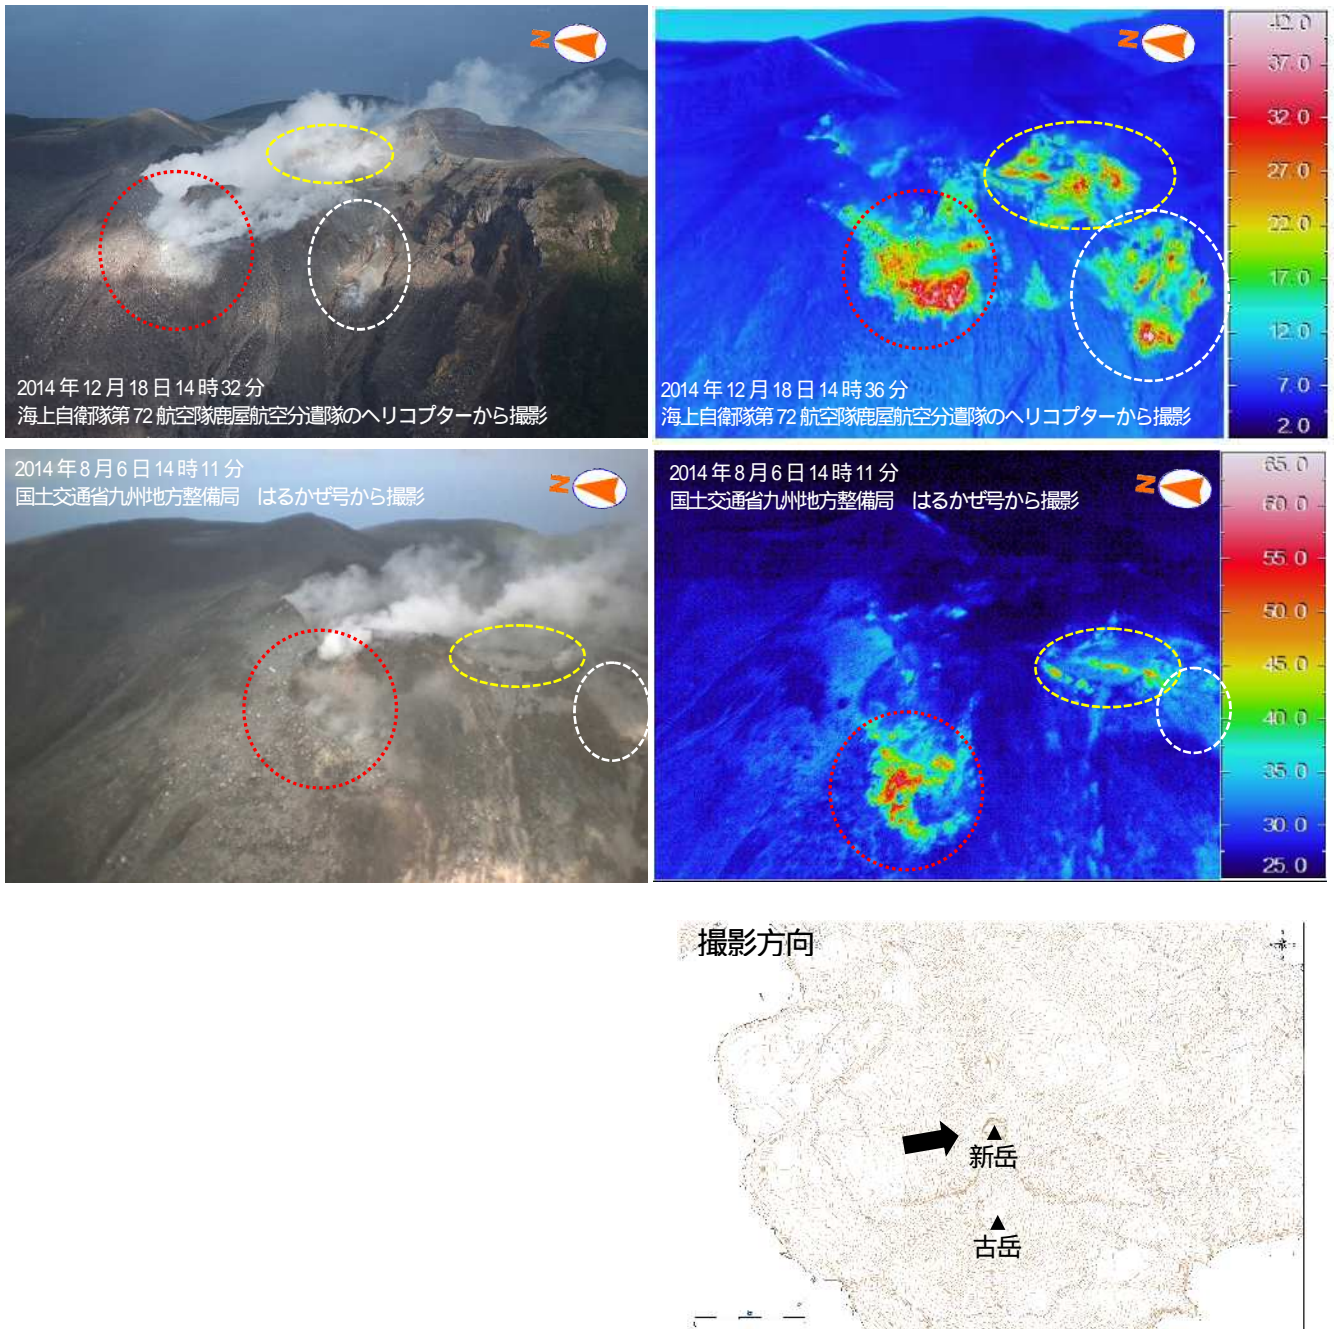 N
2014年12月18日14時32分
海上自衛隊第72航空隊鹿屋航空分遣隊のヘリコプターから撮影
N
2014年12月18日14時36分
海上自衛隊第72航空隊鹿屋航空分遣隊のヘリコプターから撮影
42.0
37.0
32.0
27.0
22.0
17.0
12.0
7.0
2.0
2014年8月6日14時11分
国土交通省九州地方整備局　はるかぜ号から撮影
N
2014年8月6日14時11分
国土交通省九州地方整備局　はるかぜ号から撮影
N
65.0
60.0
55.0
50.0
45.0
40.0
35.0
30.0
25.0
撮影方向
新岳
古岳